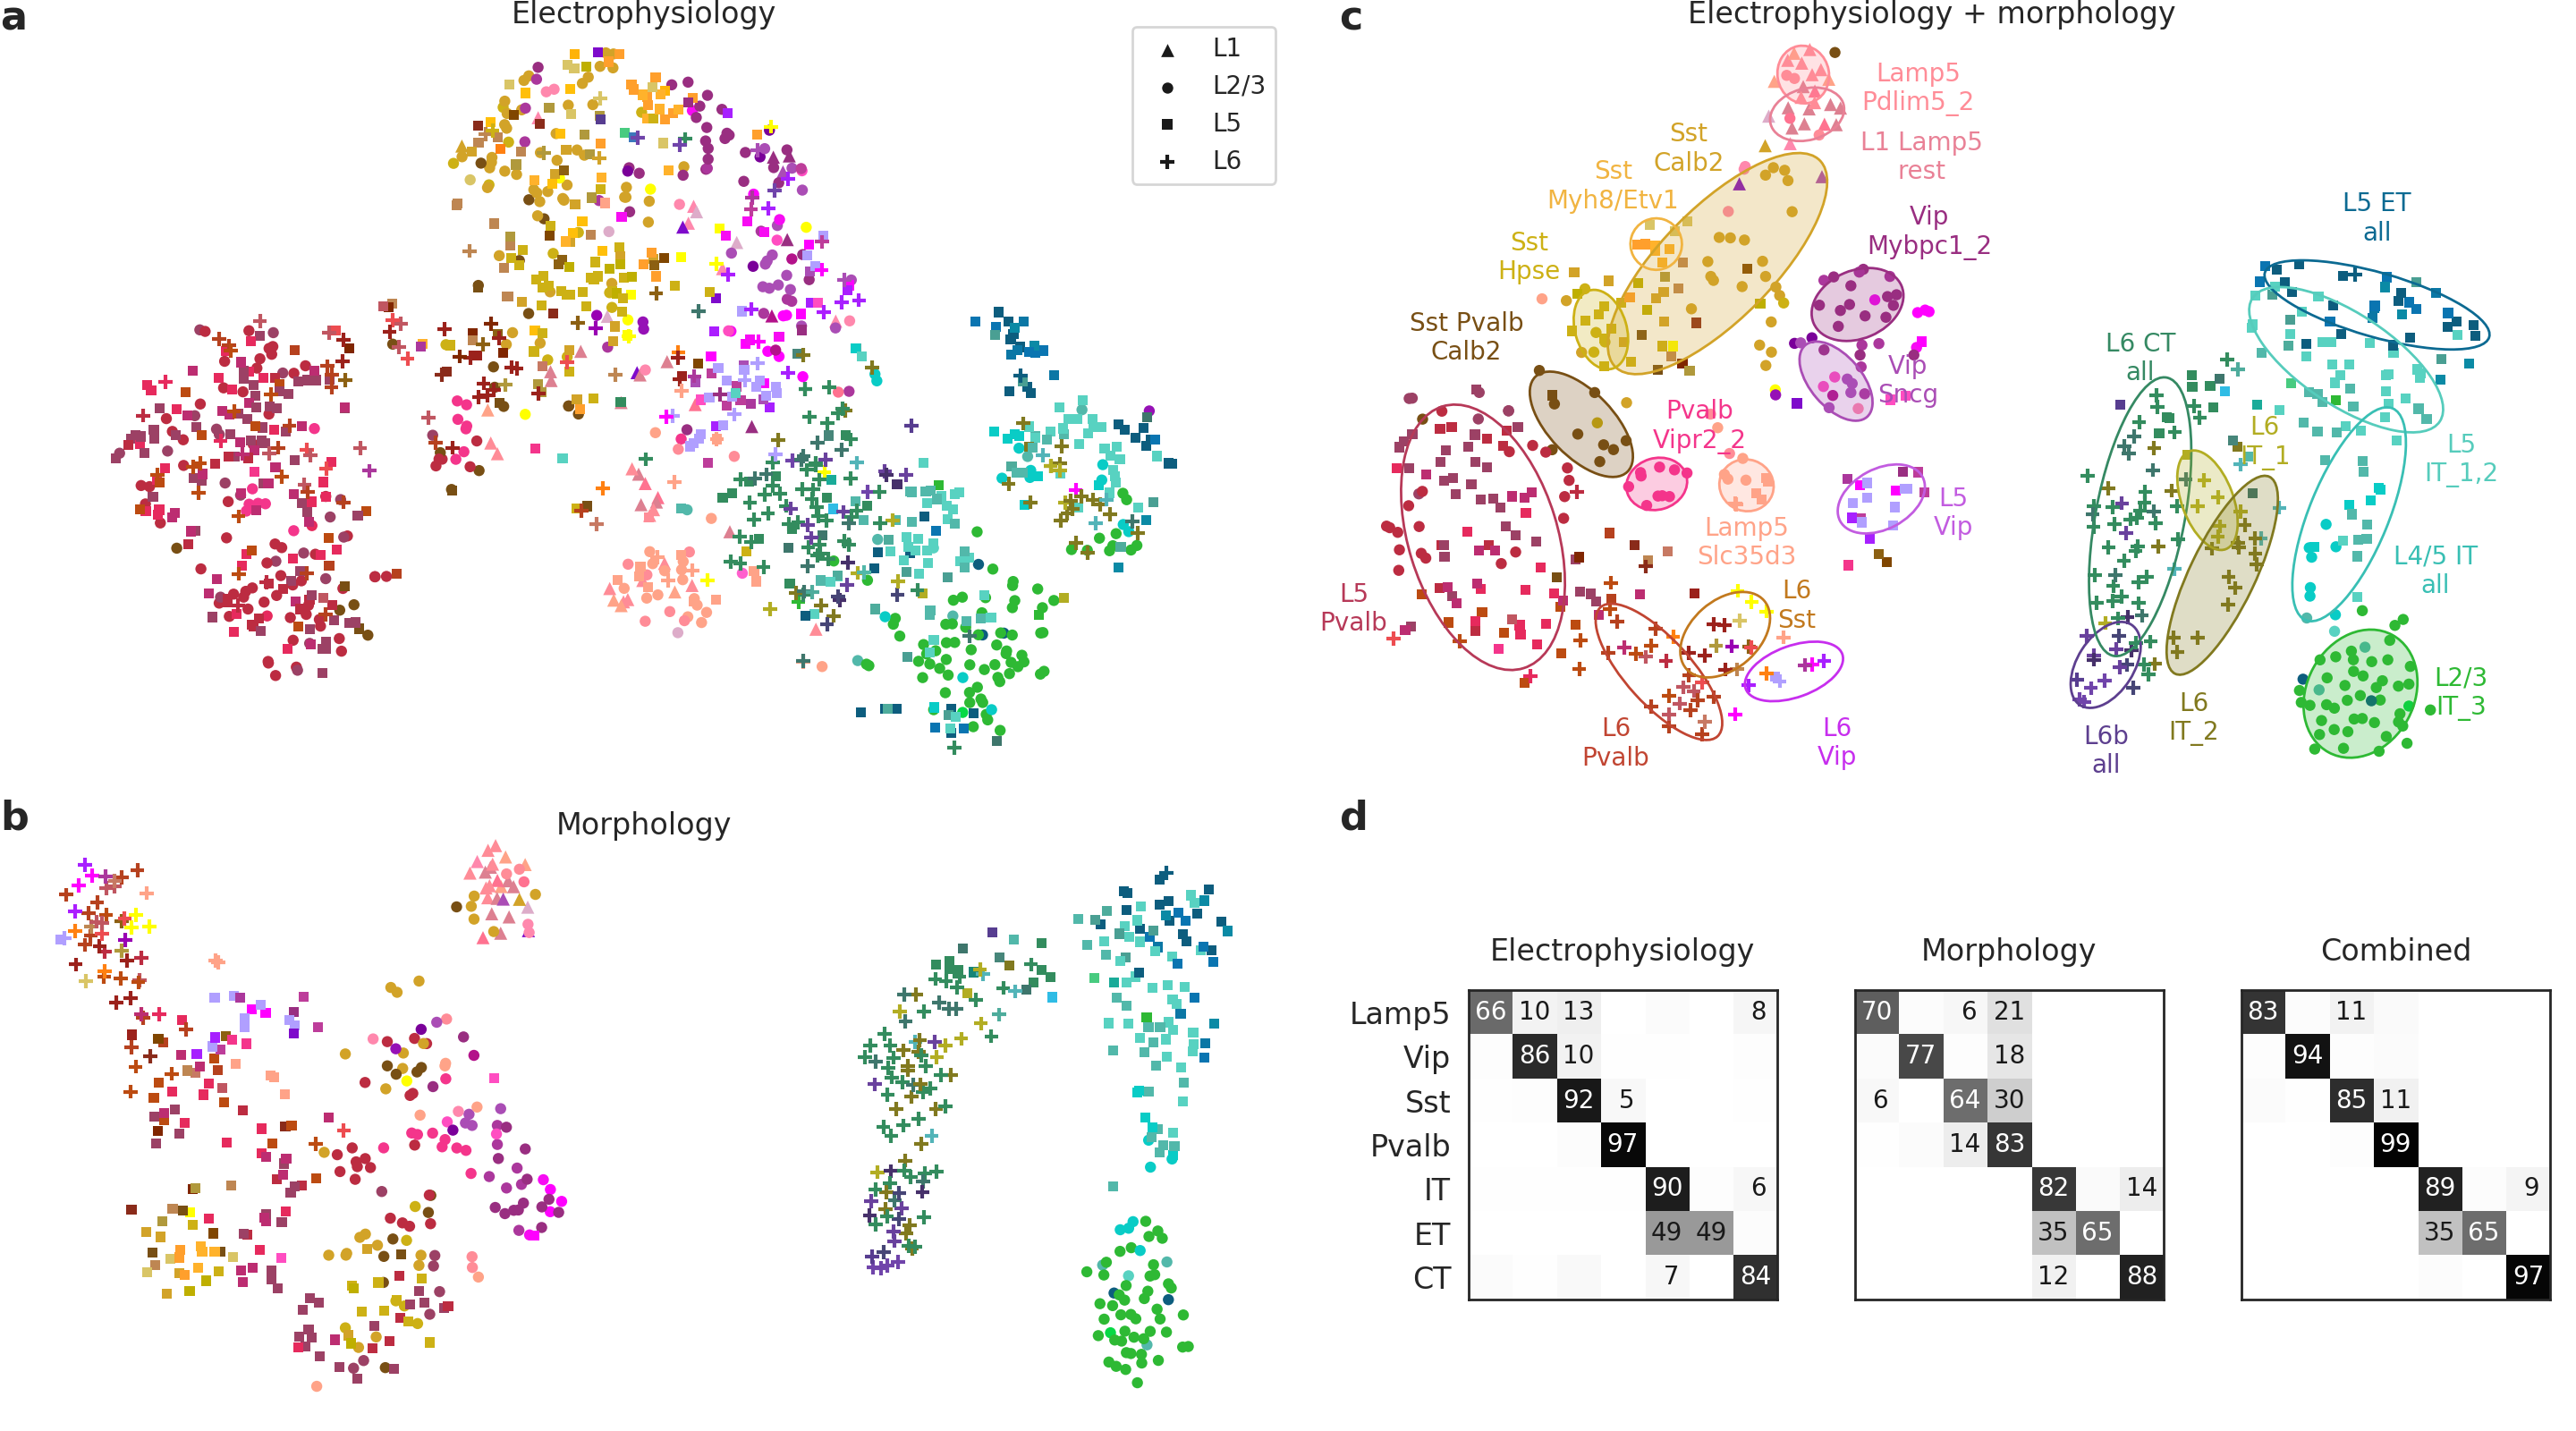 a
Electrophysiology
L1
L2/3
L5
L6
c
Electrophysiology + morphology
Lamp5
Pdlim5_2
L1 Lamp5
rest
Sst
Calb2
Sst
Myh8/Etv1
Sst
Hpse
Sst Pvalb
Calb2
Vip
Mybpc1_2
Vip
Sncg
Pvalb
Vipr2_2
Lamp5
Slc35d3
L5
Vip
L5
Pvalb
L6
Sst
L6
Pvalb
L6
Vip
L5 ET
all
L6 CT
all
L6
IT_1
L5
IT_1,2
L4/5 IT
all
L2/3
IT_3
L6
IT_2
L6b
all
b
Morphology
d
Electrophysiology
Morphology
Combined
Lamp5 66 10 13 8 70 6 21 83 11
Vip 86 10 77 18 94
Sst 92 5 6 64 30 85 11
Pvalb 97 14 83 99
IT 90 6 82 14 89 9
ET 49 49 35 65 35 65
CT 7 84 12 88 97